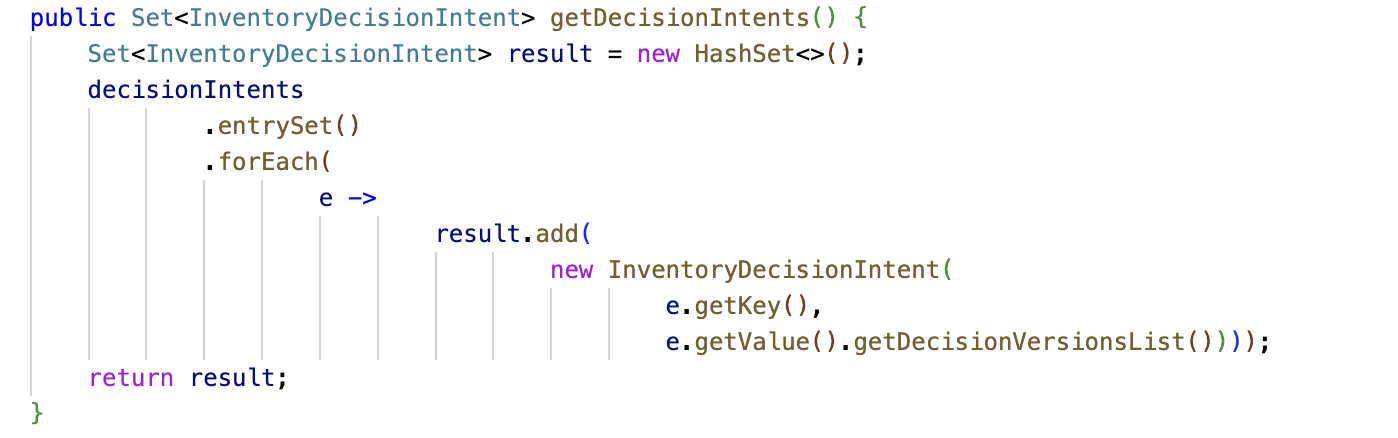 public Set<InventoryDecisionIntent> getDecisionIntents() {
    Set<InventoryDecisionIntent> result = new HashSet<>();
    decisionIntents
            .entrySet()
            .forEach(
                    e ->
                            result.add(
                                    new InventoryDecisionIntent(
                                            e.getKey(),
                                            e.getValue().getDecisionVersionsList())));
    return result;
}